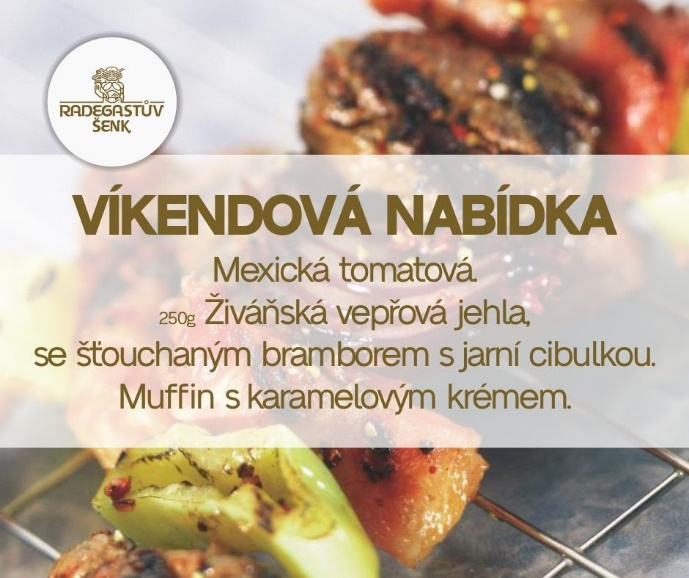 RADEGASTŮV
ŠENK
VÍKENDOVÁ NABÍDKA
Mexická tomatová.
250g Živáňská vepřová jehla,
se šťouchaným bramborem s jarní cibulkou.
Muffin s karamelovým krémem.